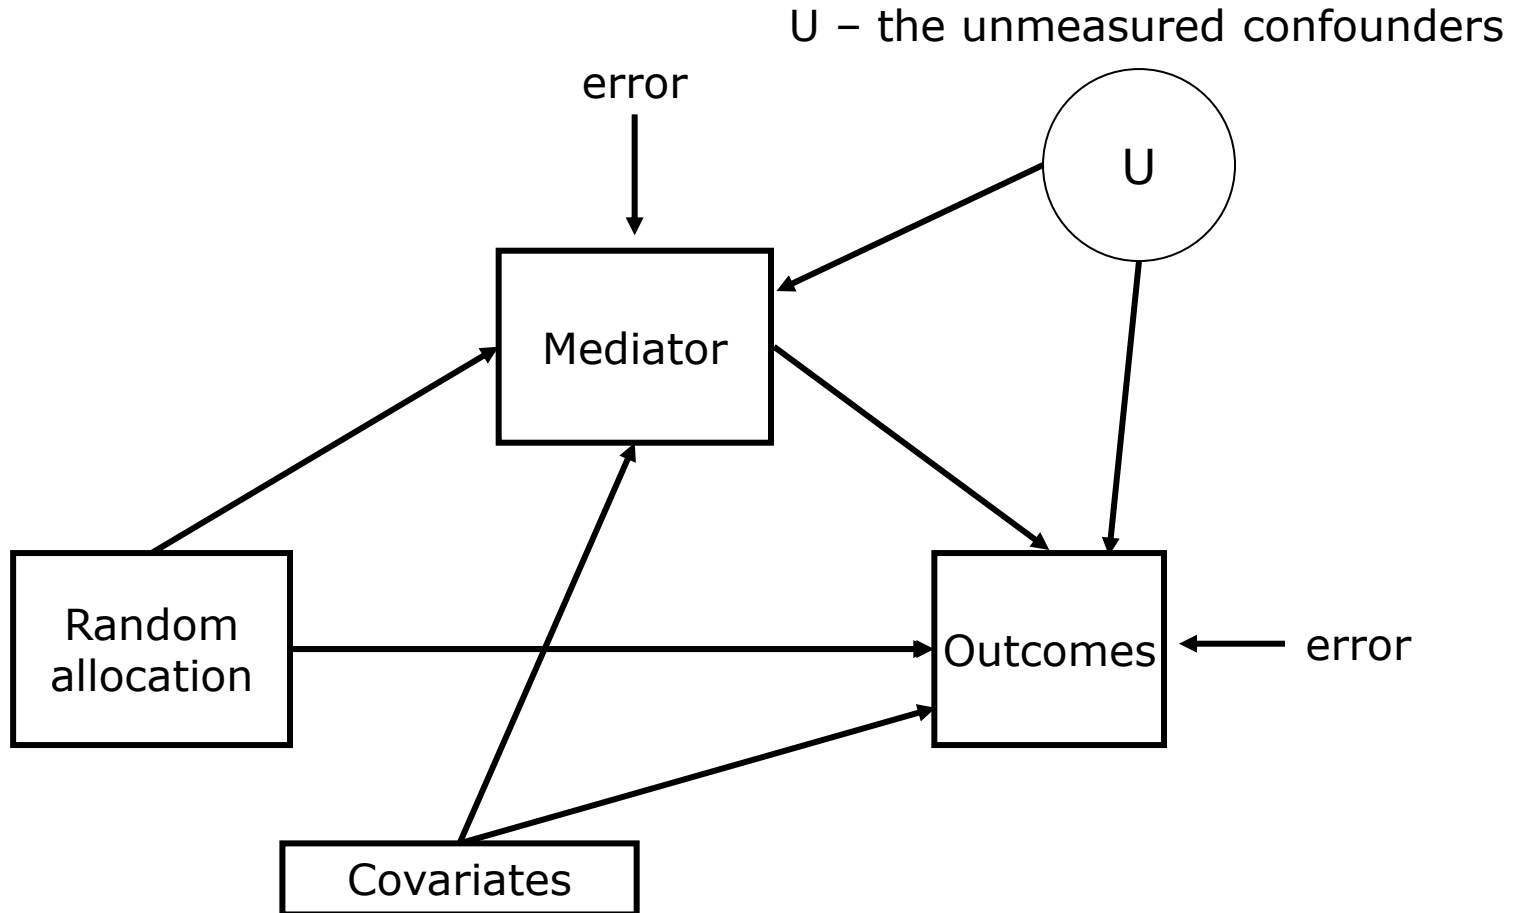 U – the unmeasured confounders
error
U
Mediator
Random
allocation
Outcomes
error
Covariates